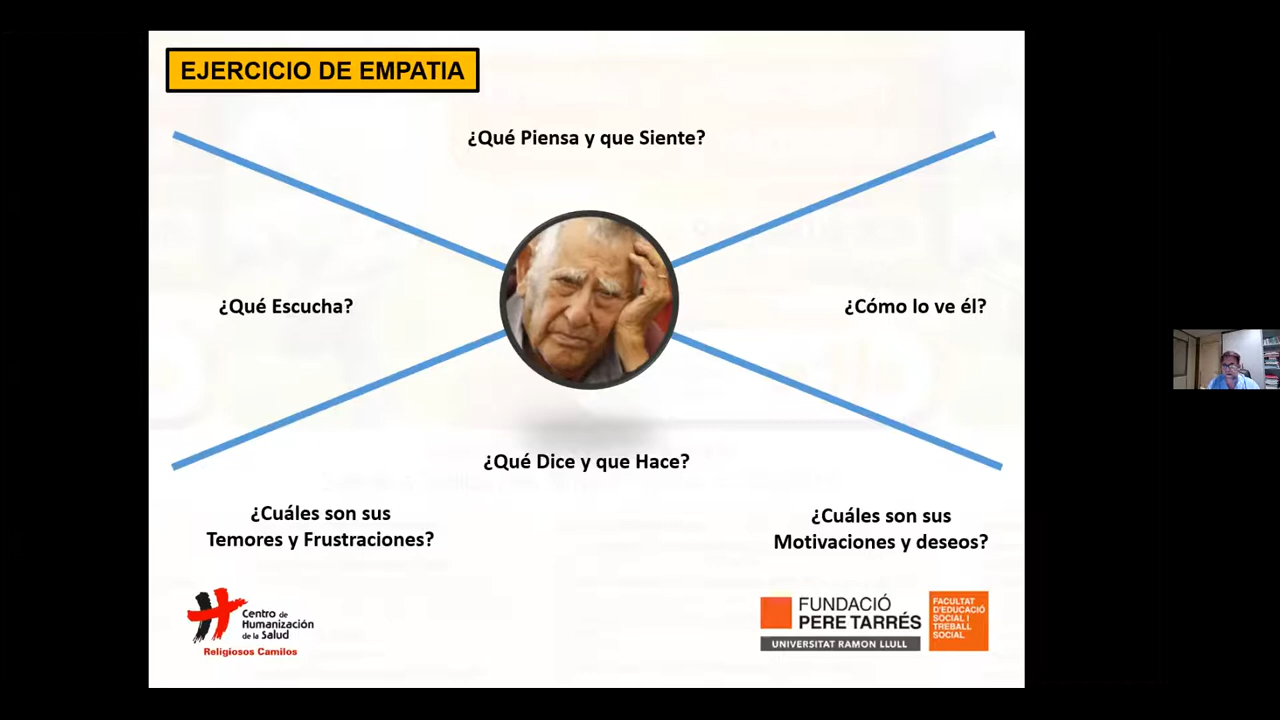 EJERCICIO DE EMPATIA
¿Qué Piensa y que Siente?
¿Qué Escucha?
¿Cómo lo ve él?
¿Qué Dice y que Hace?
¿Cuáles son sus
Temores y Frustraciones?
¿Cuáles son sus
Motivaciones y deseos?
Centro de
Humanización
de la Salud
Religiosos Camilos
FUNDACIÓ
PERE TARRÉS
UNIVERSITAT RAMON LLULL
FACULTAT
D'EDUCACIÓ
SOCIAL I
TREBALL
SOCIAL